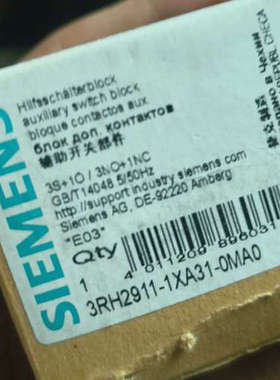 SIEMENS
Hilfsschalterblock
auxiliary switch block
bloque contactos aux
блок доп. контактов
辅助开关部件
3S+1Ö / 3NO+1NC
GB/T14048.5/50Hz
http://support.industry.siemens.com
Siemens AG, DE-92220 Amberg
"E03"
Qty
1
3RH2911-1XA31-0MA0